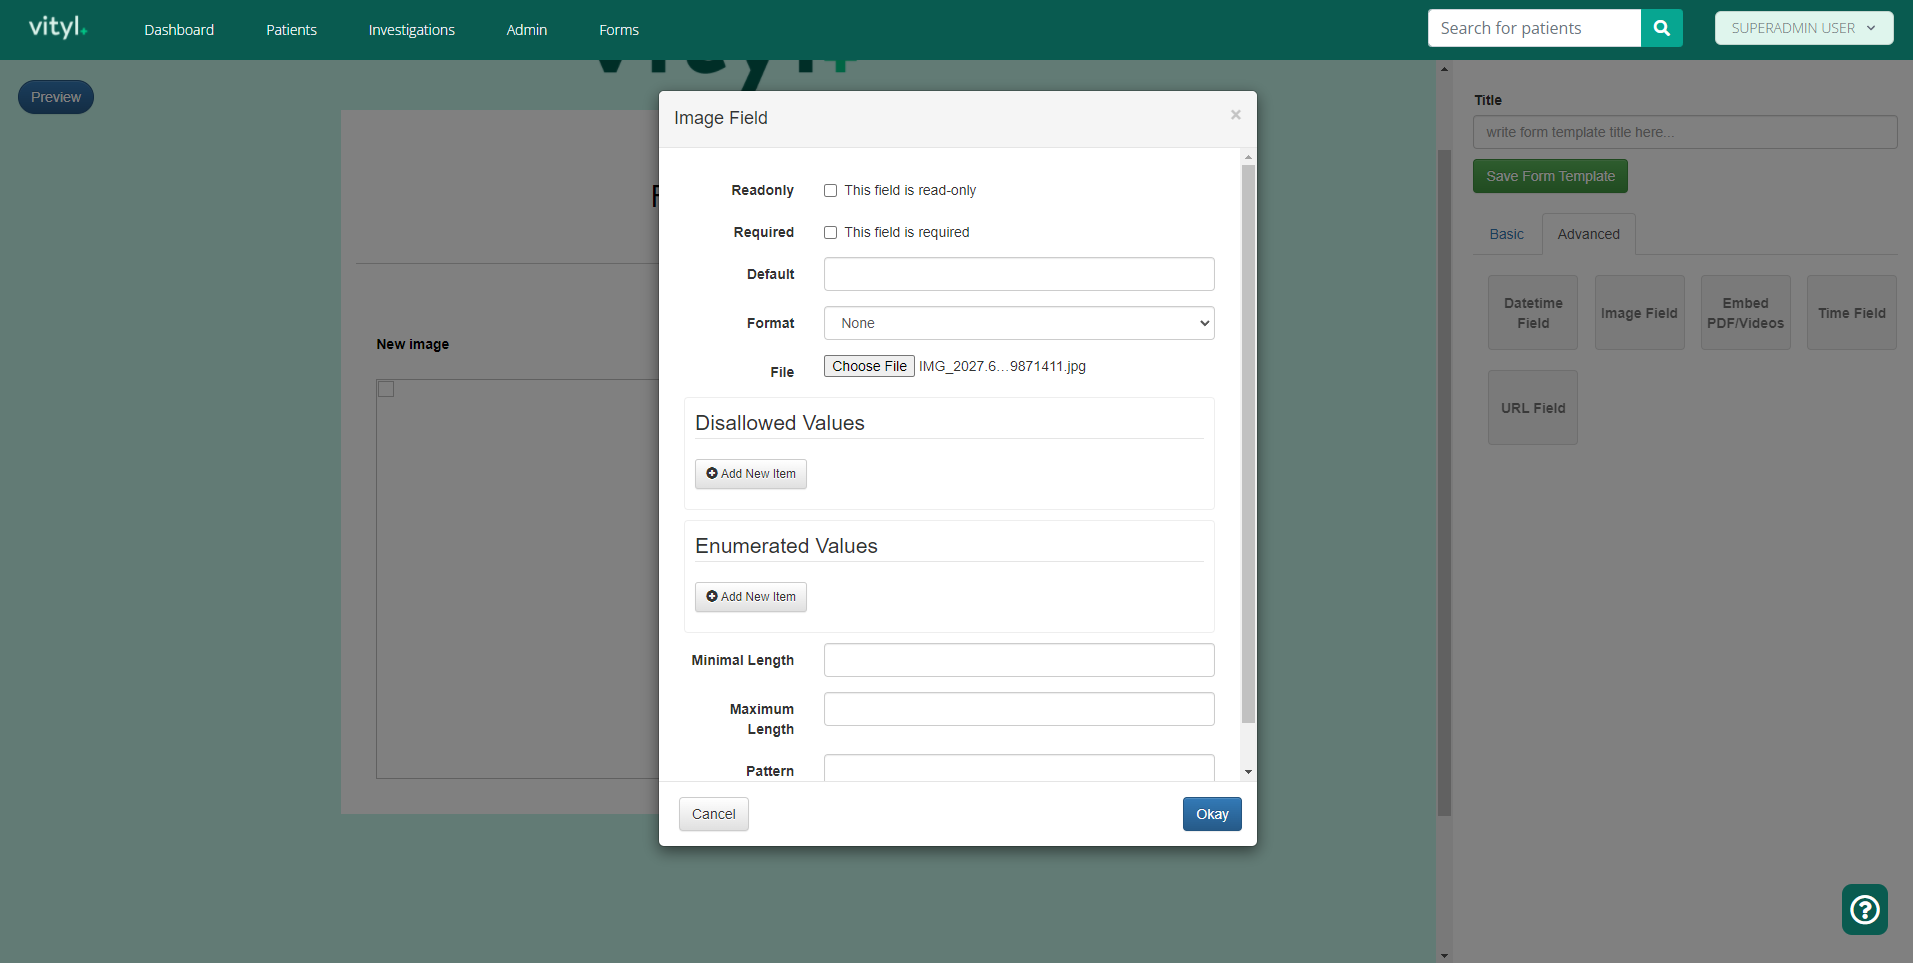 vityl+
Dashboard
Patients
Investigations
Admin
Forms
Search for patients
SUPERADMIN USER
Preview
New image
Image Field
×
Readonly
This field is read-only
Required
This field is required
Default
Format
None
File
Choose File IMG_2027.6...9871411.jpg
Disallowed Values
Add New Item
Enumerated Values
Add New Item
Minimal Length
Maximum
Length
Pattern
Cancel
Okay
Title
write form template title here...
Save Form Template
Basic
Advanced
Datetime
Field
Image Field
Embed
PDF/Videos
Time Field
URL Field